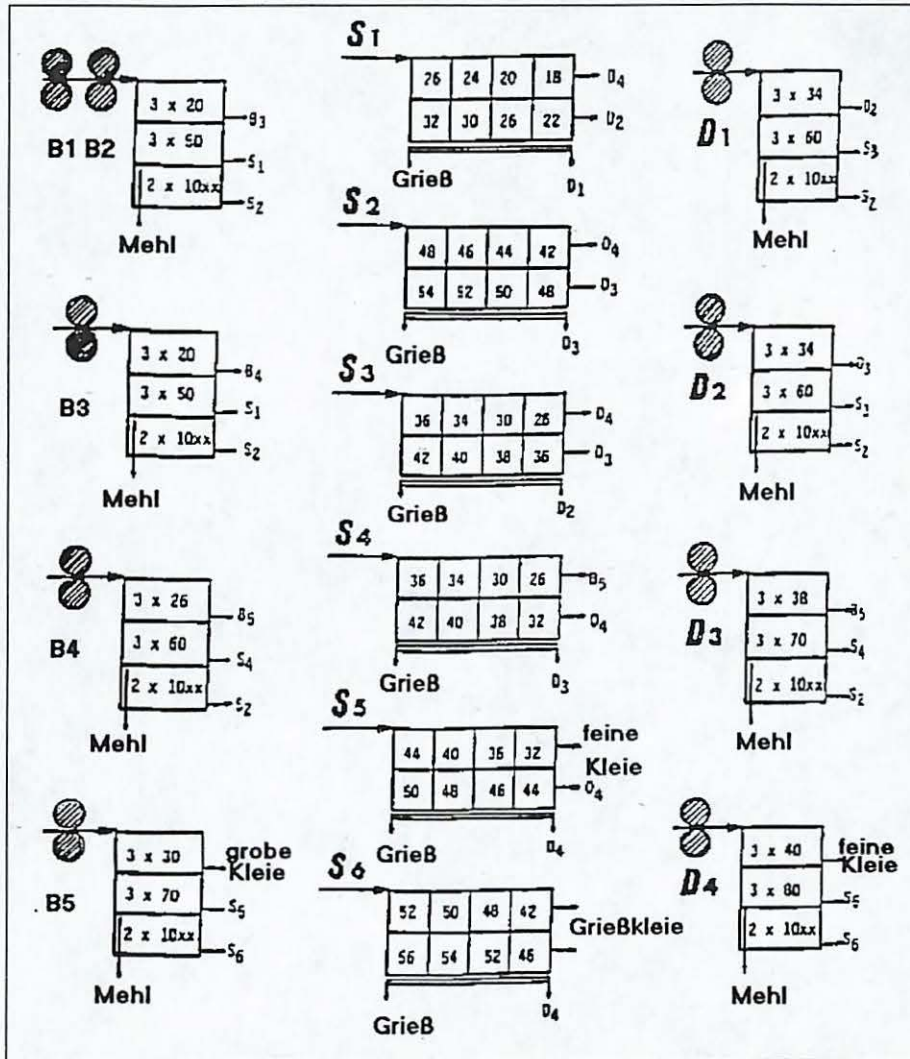 B1 B2
3 x 20
B3
3 x 50
S1
2 x 10xx
S2
Mehl
B3
3 x 20
B4
3 x 50
S1
2 x 10xx
S2
Mehl
B4
3 x 26
B5
3 x 60
S4
2 x 10xx
S2
Mehl
B5
3 x 30
grobe
Kleie
3 x 70
S5
2 x 10xx
S6
Mehl
S1
26 24 20 18
D4
32 30 26 22
D2
Grieß
D1
S2
48 46 44 42
D4
54 52 50 48
D3
Grieß
D3
S3
36 34 30 26
D4
42 40 38 36
D3
Grieß
D2
S4
36 34 30 26
B5
42 40 38 32
D4
Grieß
D3
S5
44 40 36 32
feine
Kleie
50 48 46 44
D4
Grieß
D4
S6
52 50 48 42
Grießkleie
56 54 52 46
Grieß
D4
D1
3 x 34
D2
3 x 60
S3
2 x 10xx
S2
Mehl
D2
3 x 34
D3
3 x 60
S3
2 x 10xx
S2
Mehl
D3
3 x 38
B5
3 x 70
S4
2 x 10xx
S2
Mehl
D4
3 x 40
feine
Kleie
3 x 80
S5
2 x 10xx
S6
Mehl